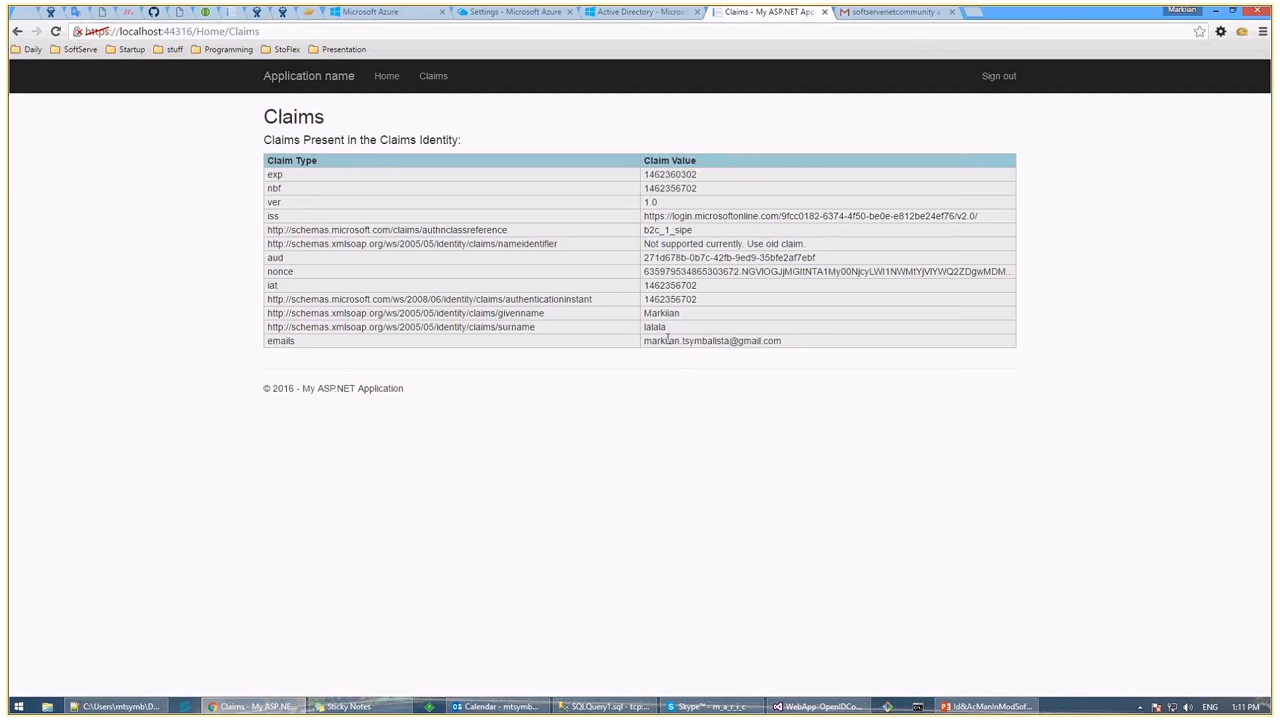 Microsoft Azure
Settings - Microsoft Azure
Active Directory - Micros
Claims - My ASP.NET App
softservenetcommunity
Markiian
https://localhost:44316/Home/Claims
Daily SoftServe Startup stuff Programming StoFlex Presentation
Application name Home Claims Sign out
Claims
Claims Present in the Claims Identity:
Claim Type Claim Value
exp 1462360302
nbf 1462356702
ver 1.0
iss https://login.microsoftonline.com/9fcc0182-6374-4f50-be0e-e812be24ef76/v2.0/
http://schemas.microsoft.com/claims/authnclassreference b2c_1_sipe
http://schemas.xmlsoap.org/ws/2005/05/identity/claims/nameidentifier Not supported currently. Use oid claim.
aud 271d678b-0b7c-42fb-9ed9-35bfe2af7ebf
nonce
iat 1462356702
http://schemas.microsoft.com/ws/2008/06/identity/claims/authenticationinstant 1462356702
http://schemas.xmlsoap.org/ws/2005/05/identity/claims/givenname Markiian
http://schemas.xmlsoap.org/ws/2005/05/identity/claims/surname lalala
emails markiian.tsymbalista@gmail.com
© 2016 - My ASP.NET Application
C:\Users\mtsymb\D... Claims - My ASP.NE... Sticky Notes Calendar - mtsymb... SQLQuery1.sql - tcp:... Skype™ - m_a_r_i_c... WebApp-OpenIDCo... Id&AcManInModSof... ENG 1:11 PM